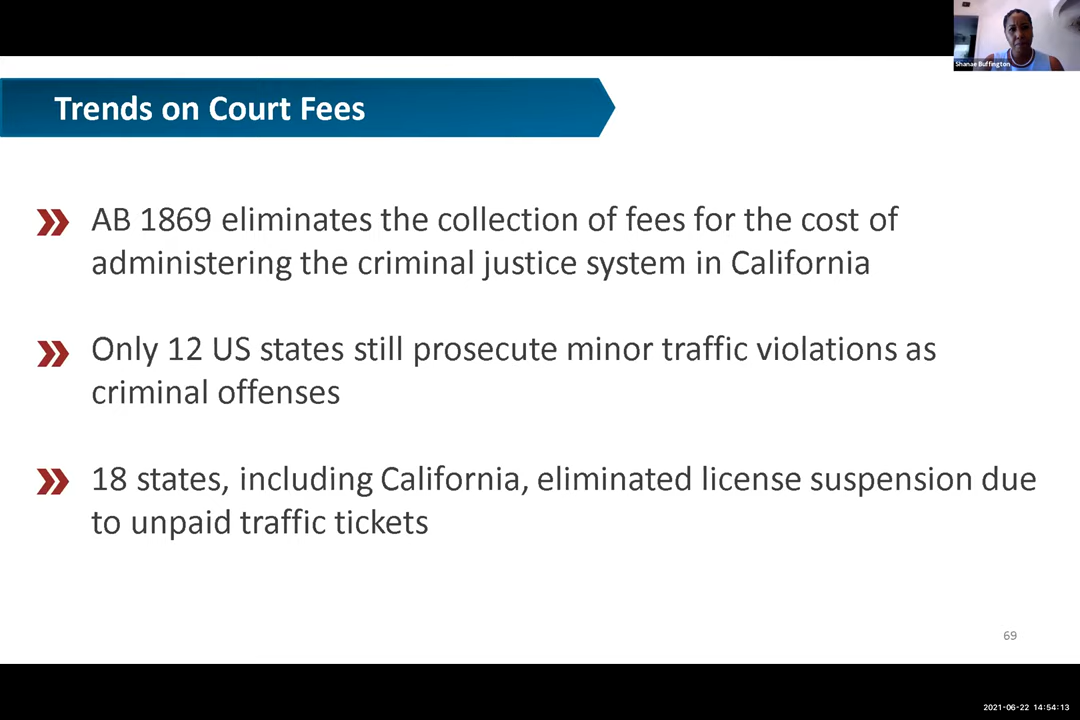 Shanae Buffington
Trends on Court Fees
AB 1869 eliminates the collection of fees for the cost of
administering the criminal justice system in California
Only 12 US states still prosecute minor traffic violations as
criminal offenses
18 states, including California, eliminated license suspension due
to unpaid traffic tickets
69
2021-06-22 14:54:13